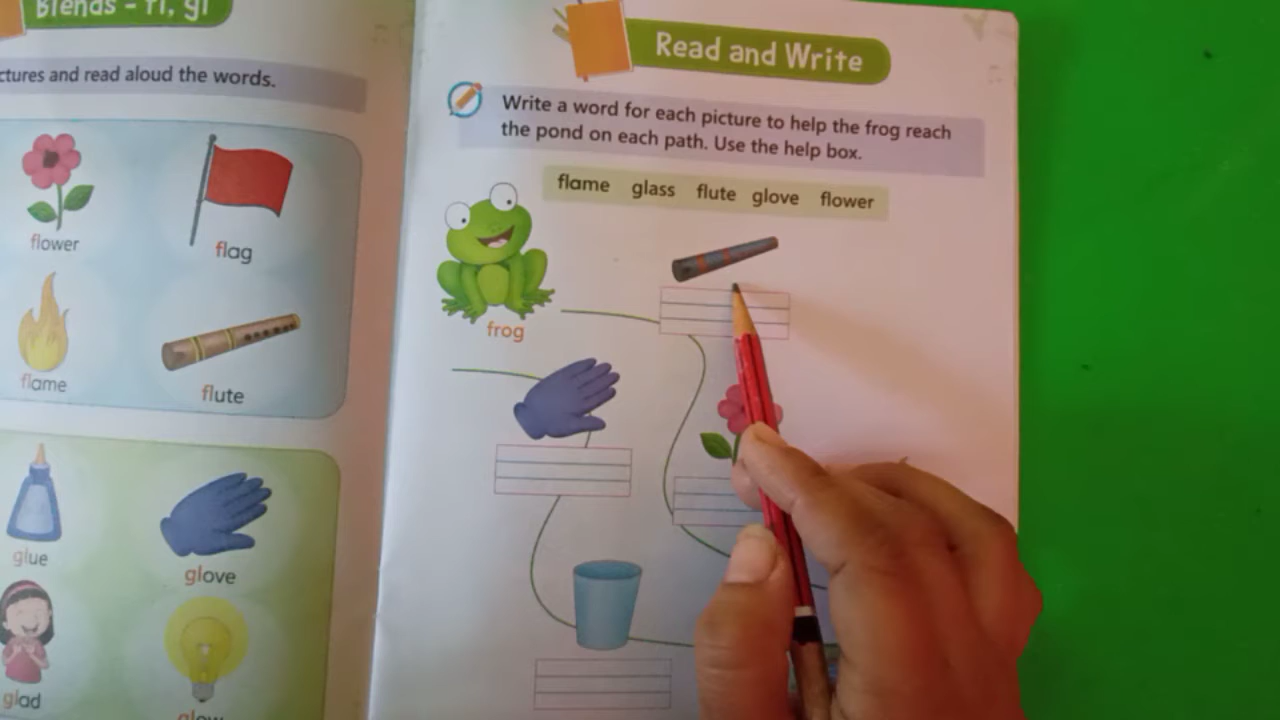 Blends - fl, gl
ctures and read aloud the words.
flower
flag
flame
flute
glue
glove
glad
glow
Read and Write
Write a word for each picture to help the frog reach
the pond on each path. Use the help box.
flame glass flute glove flower
frog